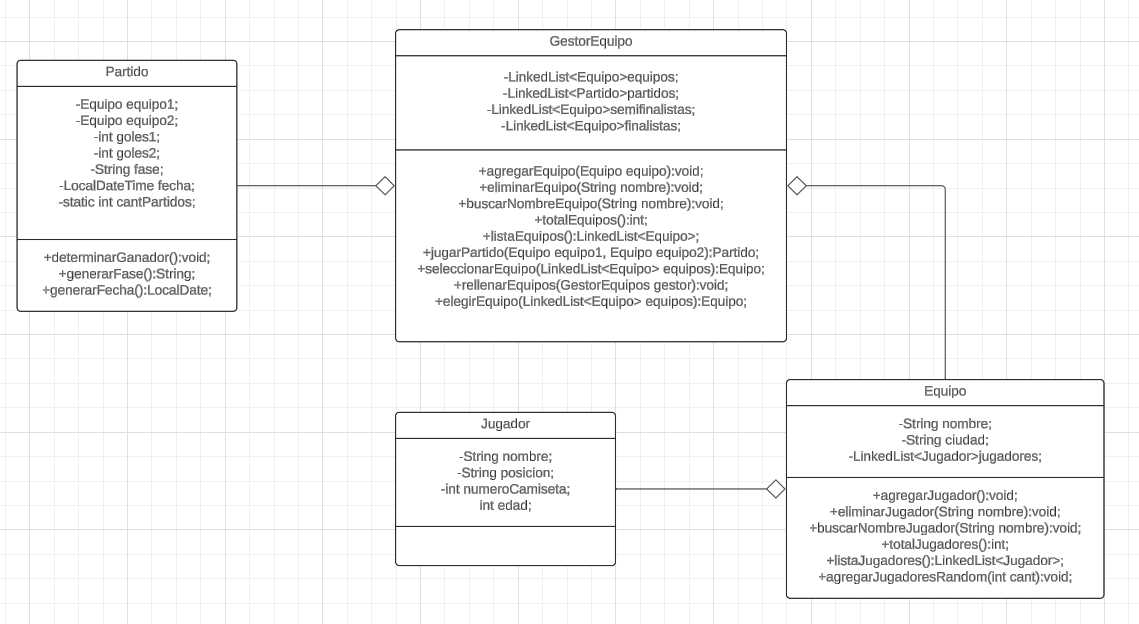 GestorEquipo
-LinkedList<Equipo>equipos;
-LinkedList<Partido>partidos;
-LinkedList<Equipo>semifinalistas;
-LinkedList<Equipo>finalistas;
+agregarEquipo(Equipo equipo):void;
+eliminarEquipo(String nombre):void;
+buscarNombreEquipo(String nombre):void;
+totalEquipos():int;
+listaEquipos():LinkedList<Equipo>;
+jugarPartido(Equipo equipo1, Equipo equipo2):Partido;
+seleccionarEquipo(LinkedList<Equipo> equipos):Equipo;
+rellenarEquipos(GestorEquipos gestor):void;
+elegirEquipo(LinkedList<Equipo> equipos):Equipo;
Partido
-Equipo equipo1;
-Equipo equipo2;
-int goles1;
-int goles2;
-String fase;
-LocalDateTime fecha;
-static int cantPartidos;
+determinarGanador():void;
+generarFase():String;
+generarFecha():LocalDate;
Jugador
-String nombre;
-String posicion;
-int numeroCamiseta;
int edad;
Equipo
-String nombre;
-String ciudad;
-LinkedList<Jugador>jugadores;
+agregarJugador():void;
+eliminarJugador(String nombre):void;
+buscarNombreJugador(String nombre):void;
+totalJugadores():int;
+listaJugadores():LinkedList<Jugador>;
+agregarJugadoresRandom(int cant):void;